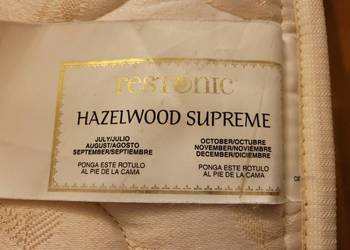 RESTONIC
HAZELWOOD SUPREME
JULY/JULIO
AUGUST/AGOSTO
SEPTEMBER/SEPTIEMBRE
PONGA ESTE ROTULO
AL PIE DE LA CAMA
OCTOBER/OCTUBRE
NOVEMBER/NOVIEMBRE
DECEMBER/DICIEMBRE
PONGA ESTE ROTULO
AL PIE DE LA CAMA